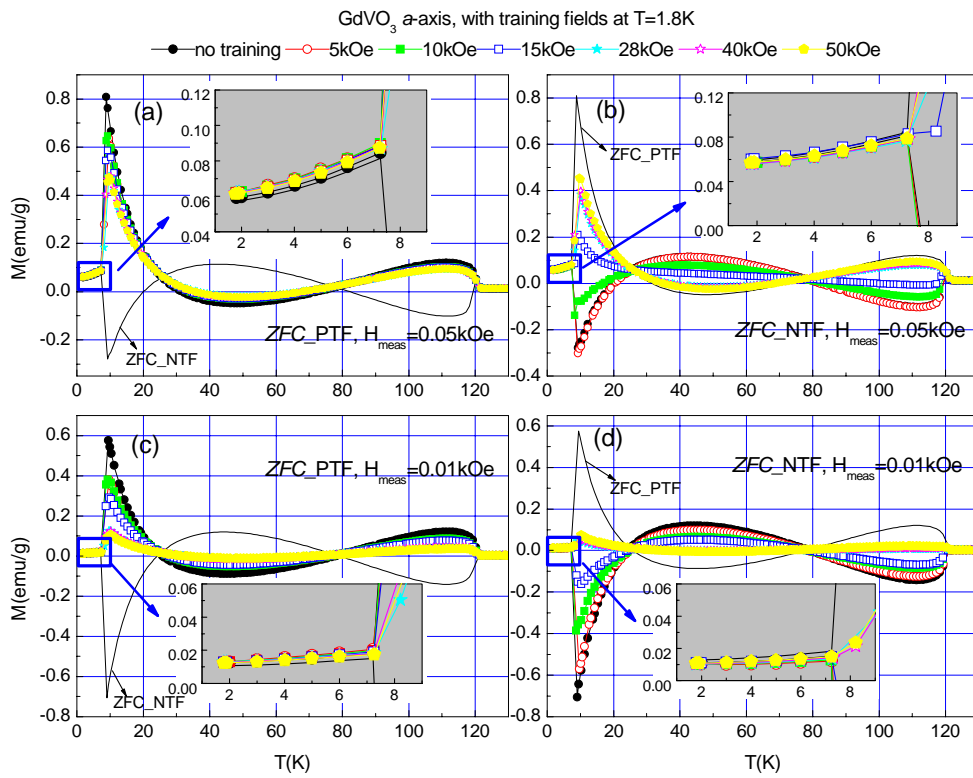 GdVO3 a-axis, with training fields at T=1.8K
no training 5kOe 10kOe 15kOe 28kOe 40kOe 50kOe
(a)
0.8
0.6
0.4
0.2
0.0
-0.2
0.12
0.10
0.08
0.06
0.04
2 4 6 8
ZFC_NTF
ZFC_PTF, Hmeas=0.05kOe
0 20 40 60 80 100 120
M(emu/g)
(b)
0.8
0.6
0.4
0.2
0.0
-0.2
-0.4
ZFC_PTF
0.12
0.08
0.04
0.00
2 4 6 8
ZFC_NTF, Hmeas=0.05kOe
0 20 40 60 80 100 120
(c)
0.6
0.4
0.2
0.0
-0.2
-0.4
-0.6
-0.8
ZFC_PTF, Hmeas=0.01kOe
0.06
0.04
0.02
0.00
2 4 6 8
ZFC_NTF
0 20 40 60 80 100 120
M(emu/g)
T(K)
(d)
0.6
0.4
0.2
0.0
-0.2
-0.4
-0.6
-0.8
ZFC_NTF, Hmeas=0.01kOe
ZFC_PTF
0.06
0.04
0.02
0.00
2 4 6 8
0 20 40 60 80 100 120
T(K)